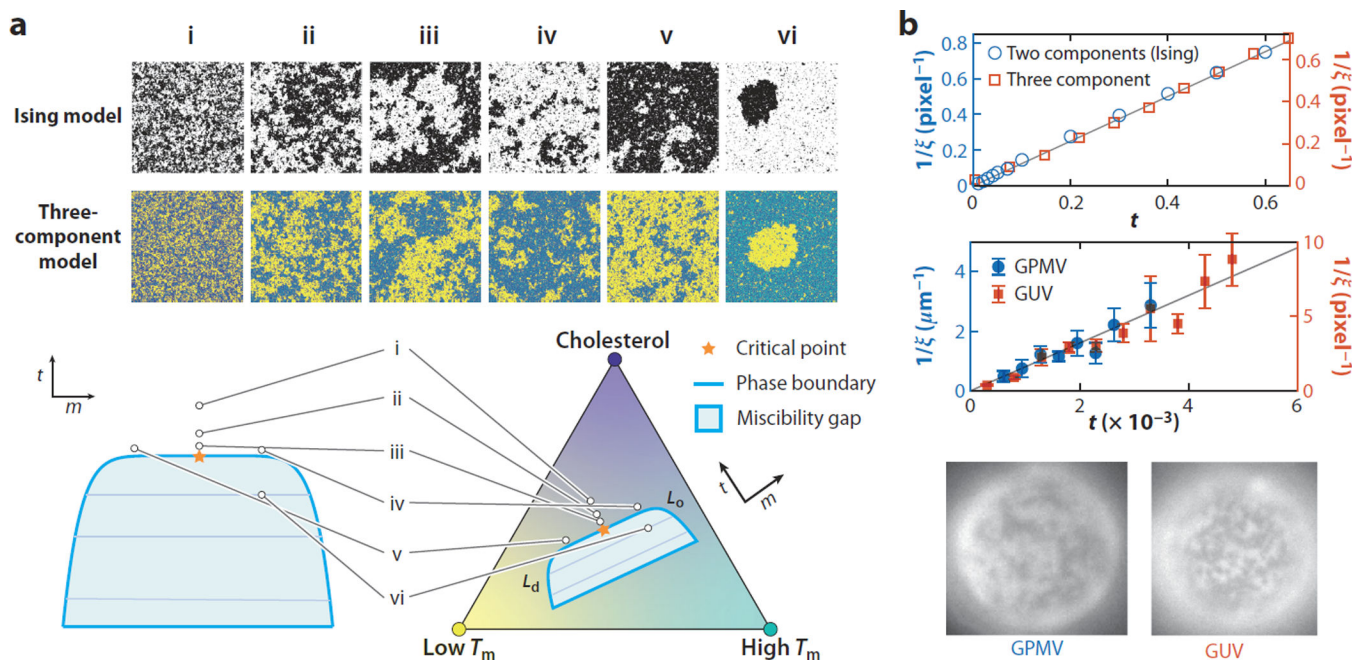 a
i ii iii iv v vi
Ising model
Three-
component
model
t
m
i
ii
iii
iv
v
vi
Cholesterol
Critical point
Phase boundary
Miscibility gap
t
m
Lo
Ld
Low Tm
High Tm
b
1/ξ (pixel−1)
0.8
0.6
0.4
0.2
0
Two components (Ising)
Three component
0.6
0.4
0.2
0
1/ξ (pixel−1)
0 0.2 0.4 0.6
t
1/ξ (μm−1)
4
2
0
GPMV
GUV
10
5
0
1/ξ (pixel−1)
0 2 4 6
t (× 10−3)
GPMV
GUV